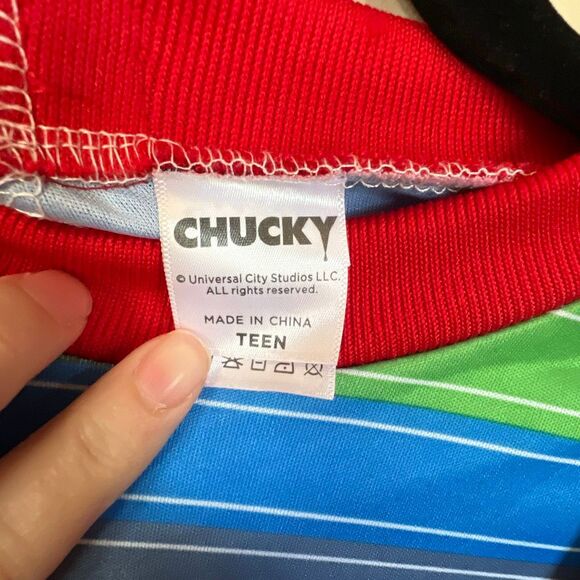 CHUCKY
© Universal City Studios LLC.
ALL rights reserved.
MADE IN CHINA
TEEN